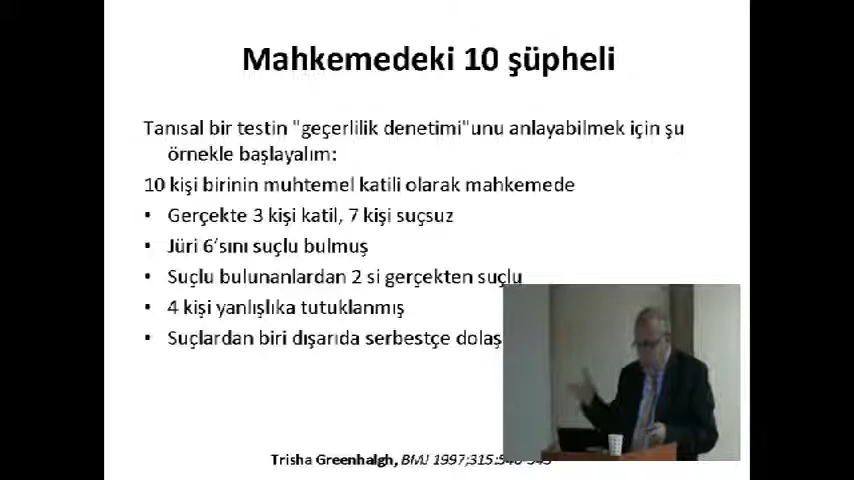 Mahkemedeki 10 şüpheli
Tanısal bir testin "geçerlilik denetimi"unu anlayabilmek için şu
örnekle başlayalım:
10 kişi birinin muhtemel katili olarak mahkemede
• Gerçekte 3 kişi katil, 7 kişi suçsuz
• Jüri 6'sını suçlu bulmuş
• Suçlu bulunanlardan 2 si gerçekten suçlu
• 4 kişi yanlışlıka tutuklanmış
• Suçlardan biri dışarıda serbestçe dolaş
Trisha Greenhalgh, BMJ 1997;315: